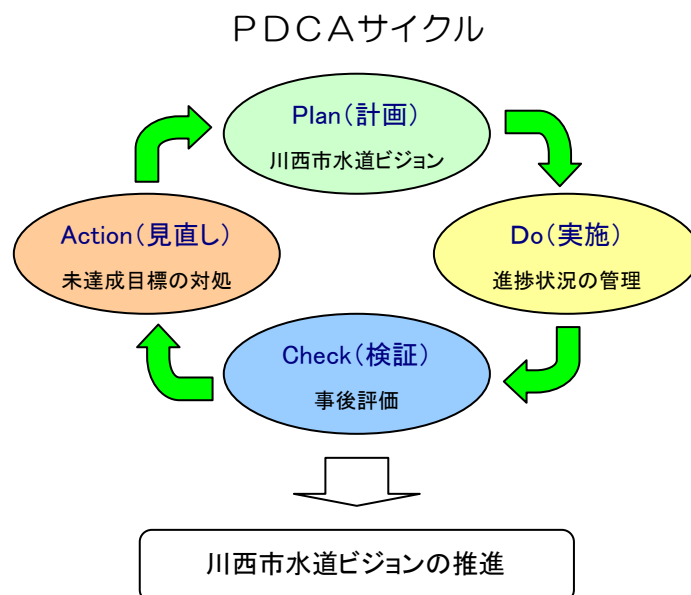 PDCAサイクル
Plan(計画)
川西市水道ビジョン
Do(実施)
進捗状況の管理
Check(検証)
事後評価
Action(見直し)
未達成目標の対処
川西市水道ビジョンの推進